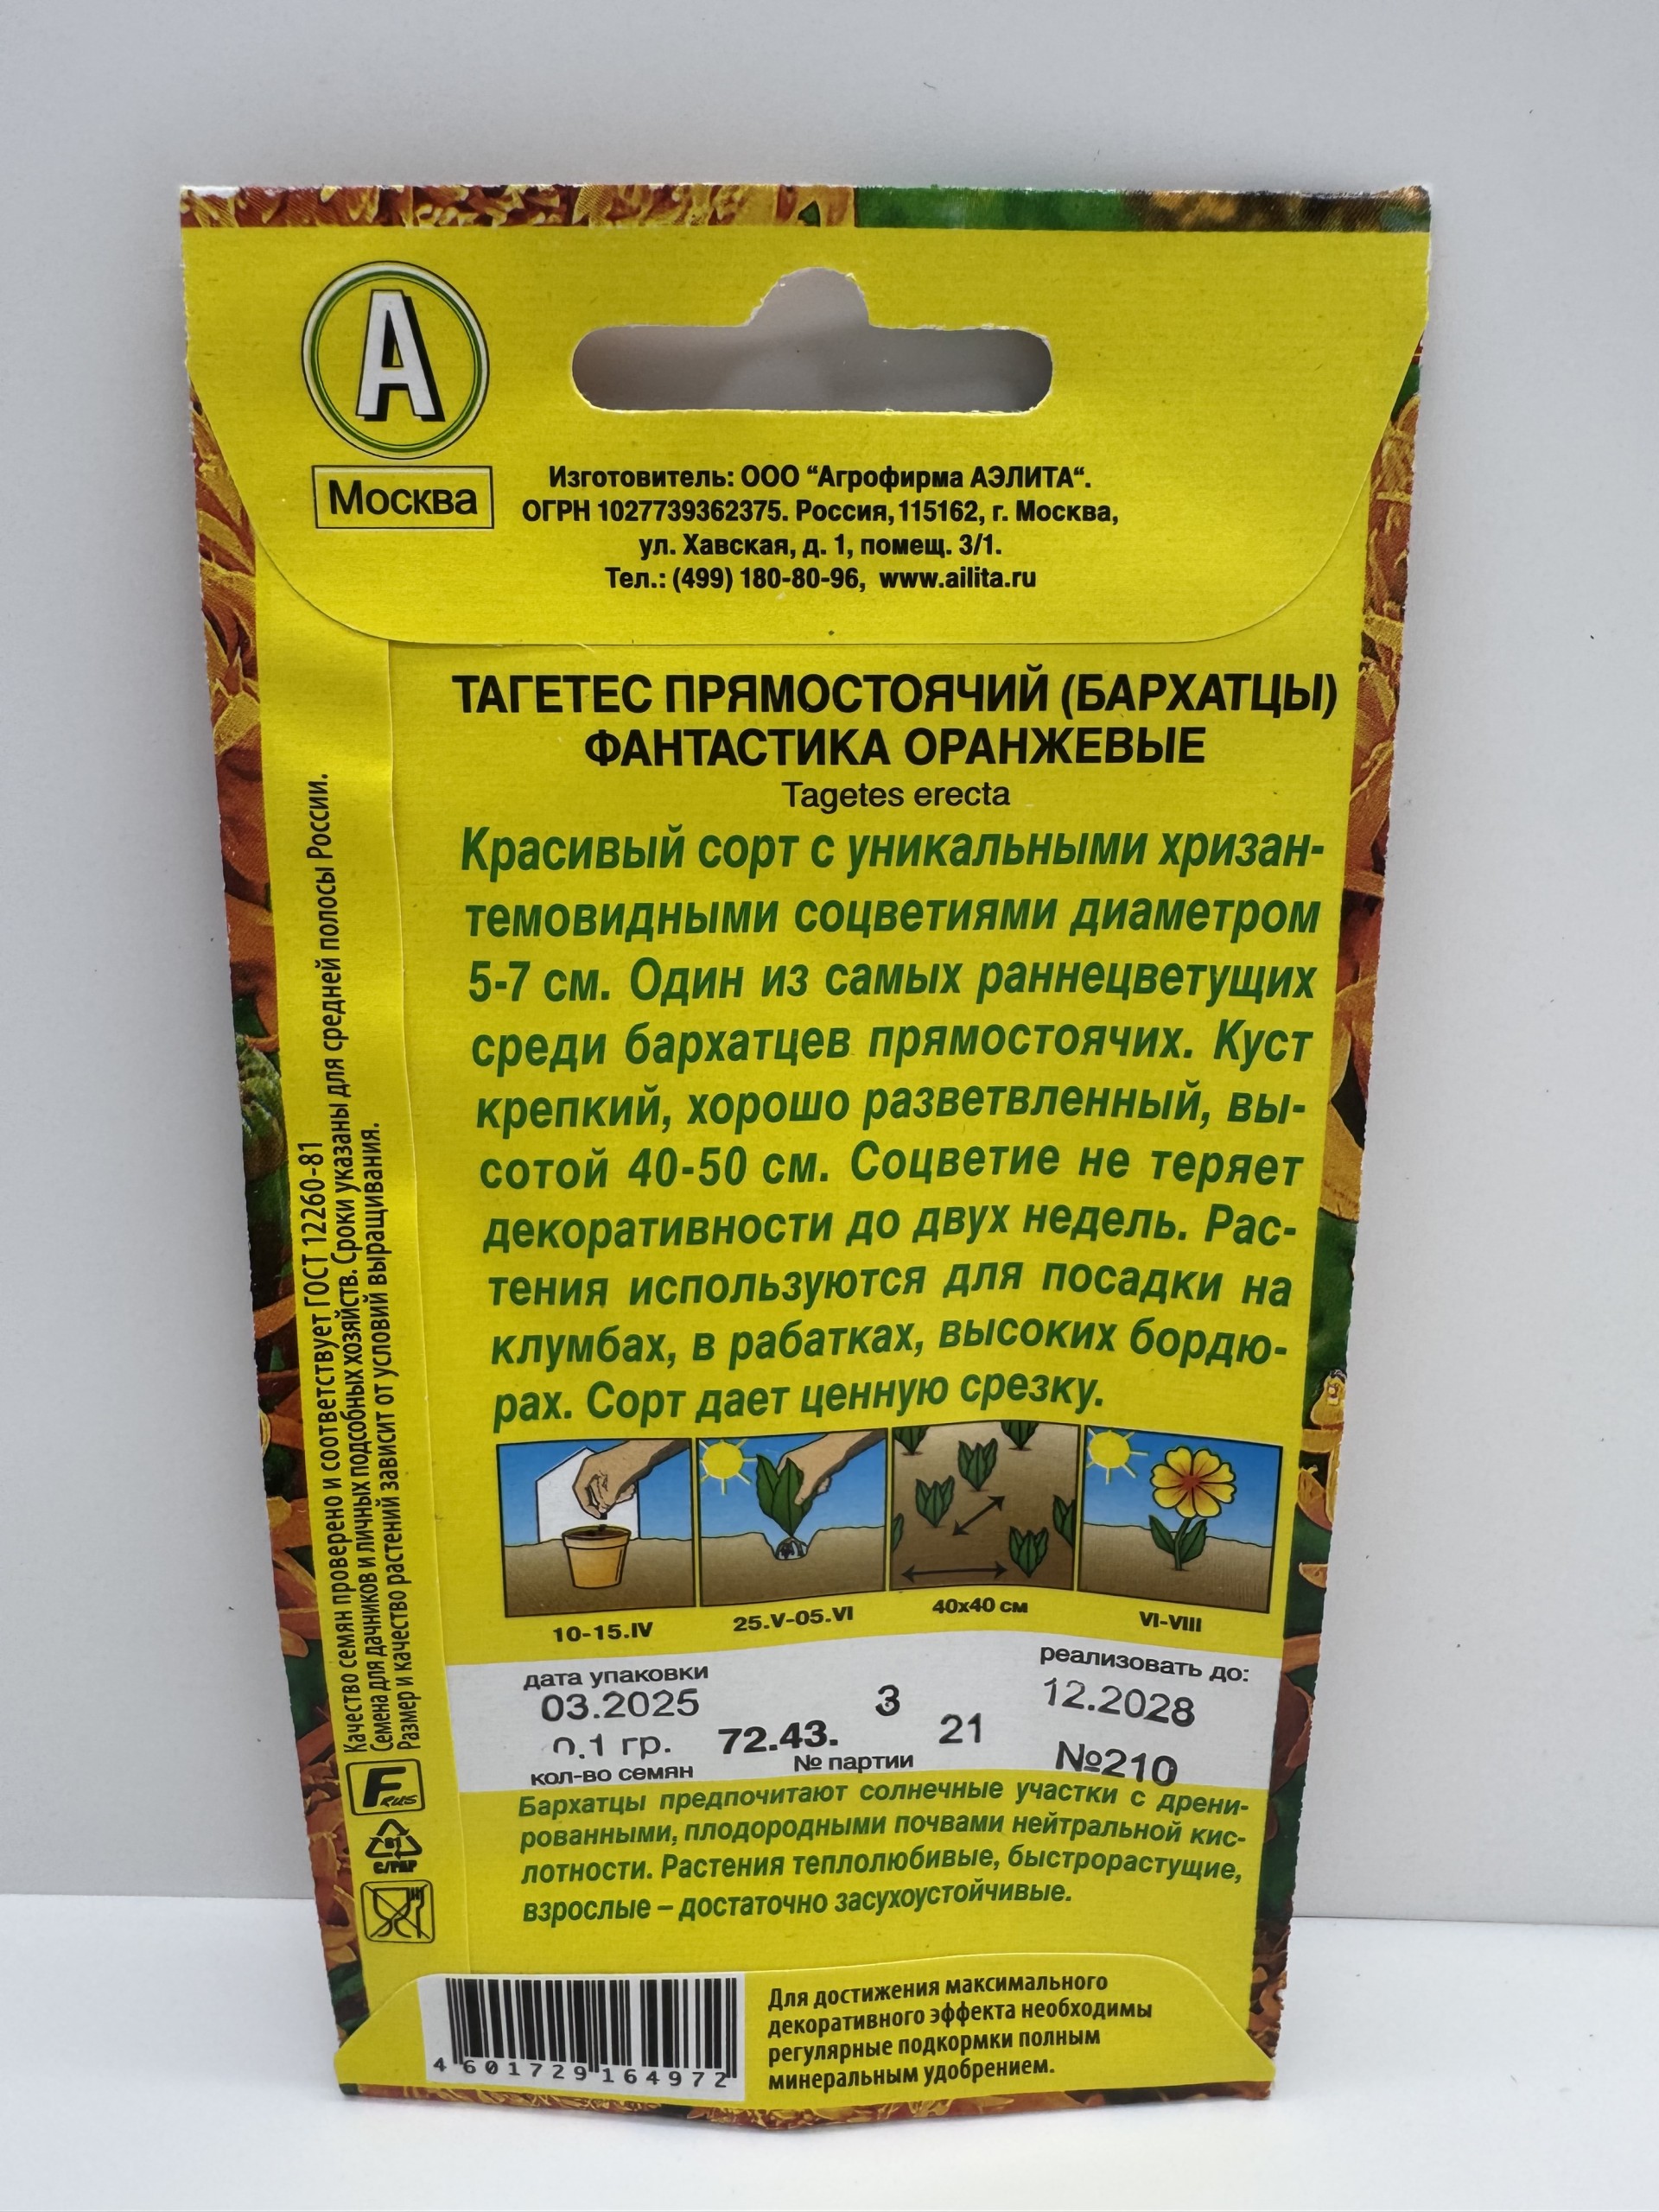 А
Москва
Изготовитель: ООО “Агрофирма АЭЛИТА“.
ОГРН 1027739362375. Россия, 115162, г. Москва,
ул. Хавская, д. 1, помещ. 3/1.
Тел.: (499) 180-80-96, www.ailita.ru
ТАГЕТЕС ПРЯМОСТОЯЧИЙ (БАРХАТЦЫ)
ФАНТАСТИКА ОРАНЖЕВЫЕ
Tagetes erecta
Красивый сорт с уникальными хризан-
темовидными соцветиями диаметром
5-7 см. Один из самых раннецветущих
среди бархатцев прямостоячих. Куст
крепкий, хорошо разветвленный, вы-
сотой 40-50 см. Соцветие не теряет
декоративности до двух недель. Рас-
тения используются для посадки на
клумбах, в рабатках, высоких бордю-
рах. Сорт дает ценную срезку.
10-15.IV
25.V-05.VI
40x40 см
VI-VIII
дата упаковки
03.2025
3
реализовать до:
12.2028
0.1 гр.
72.43.
21
№210
кол-во семян
№ партии
Бархатцы предпочитают солнечные участки с дрени-
рованными, плодородными почвами нейтральной кис-
лотности. Растения теплолюбивые, быстрорастущие,
взрослые – достаточно засухоустойчивые.
Качество семян проверено и соответствует ГОСТ 12260-81
Семена для дачников и личных подсобных хозяйств. Сроки указаны для средней полосы России.
Размер и качество растений зависит от условий выращивания.
F RUS
81
C/PAP
4 601729 164972
Для достижения максимального
декоративного эффекта необходимы
регулярные подкормки полным
минеральным удобрением.